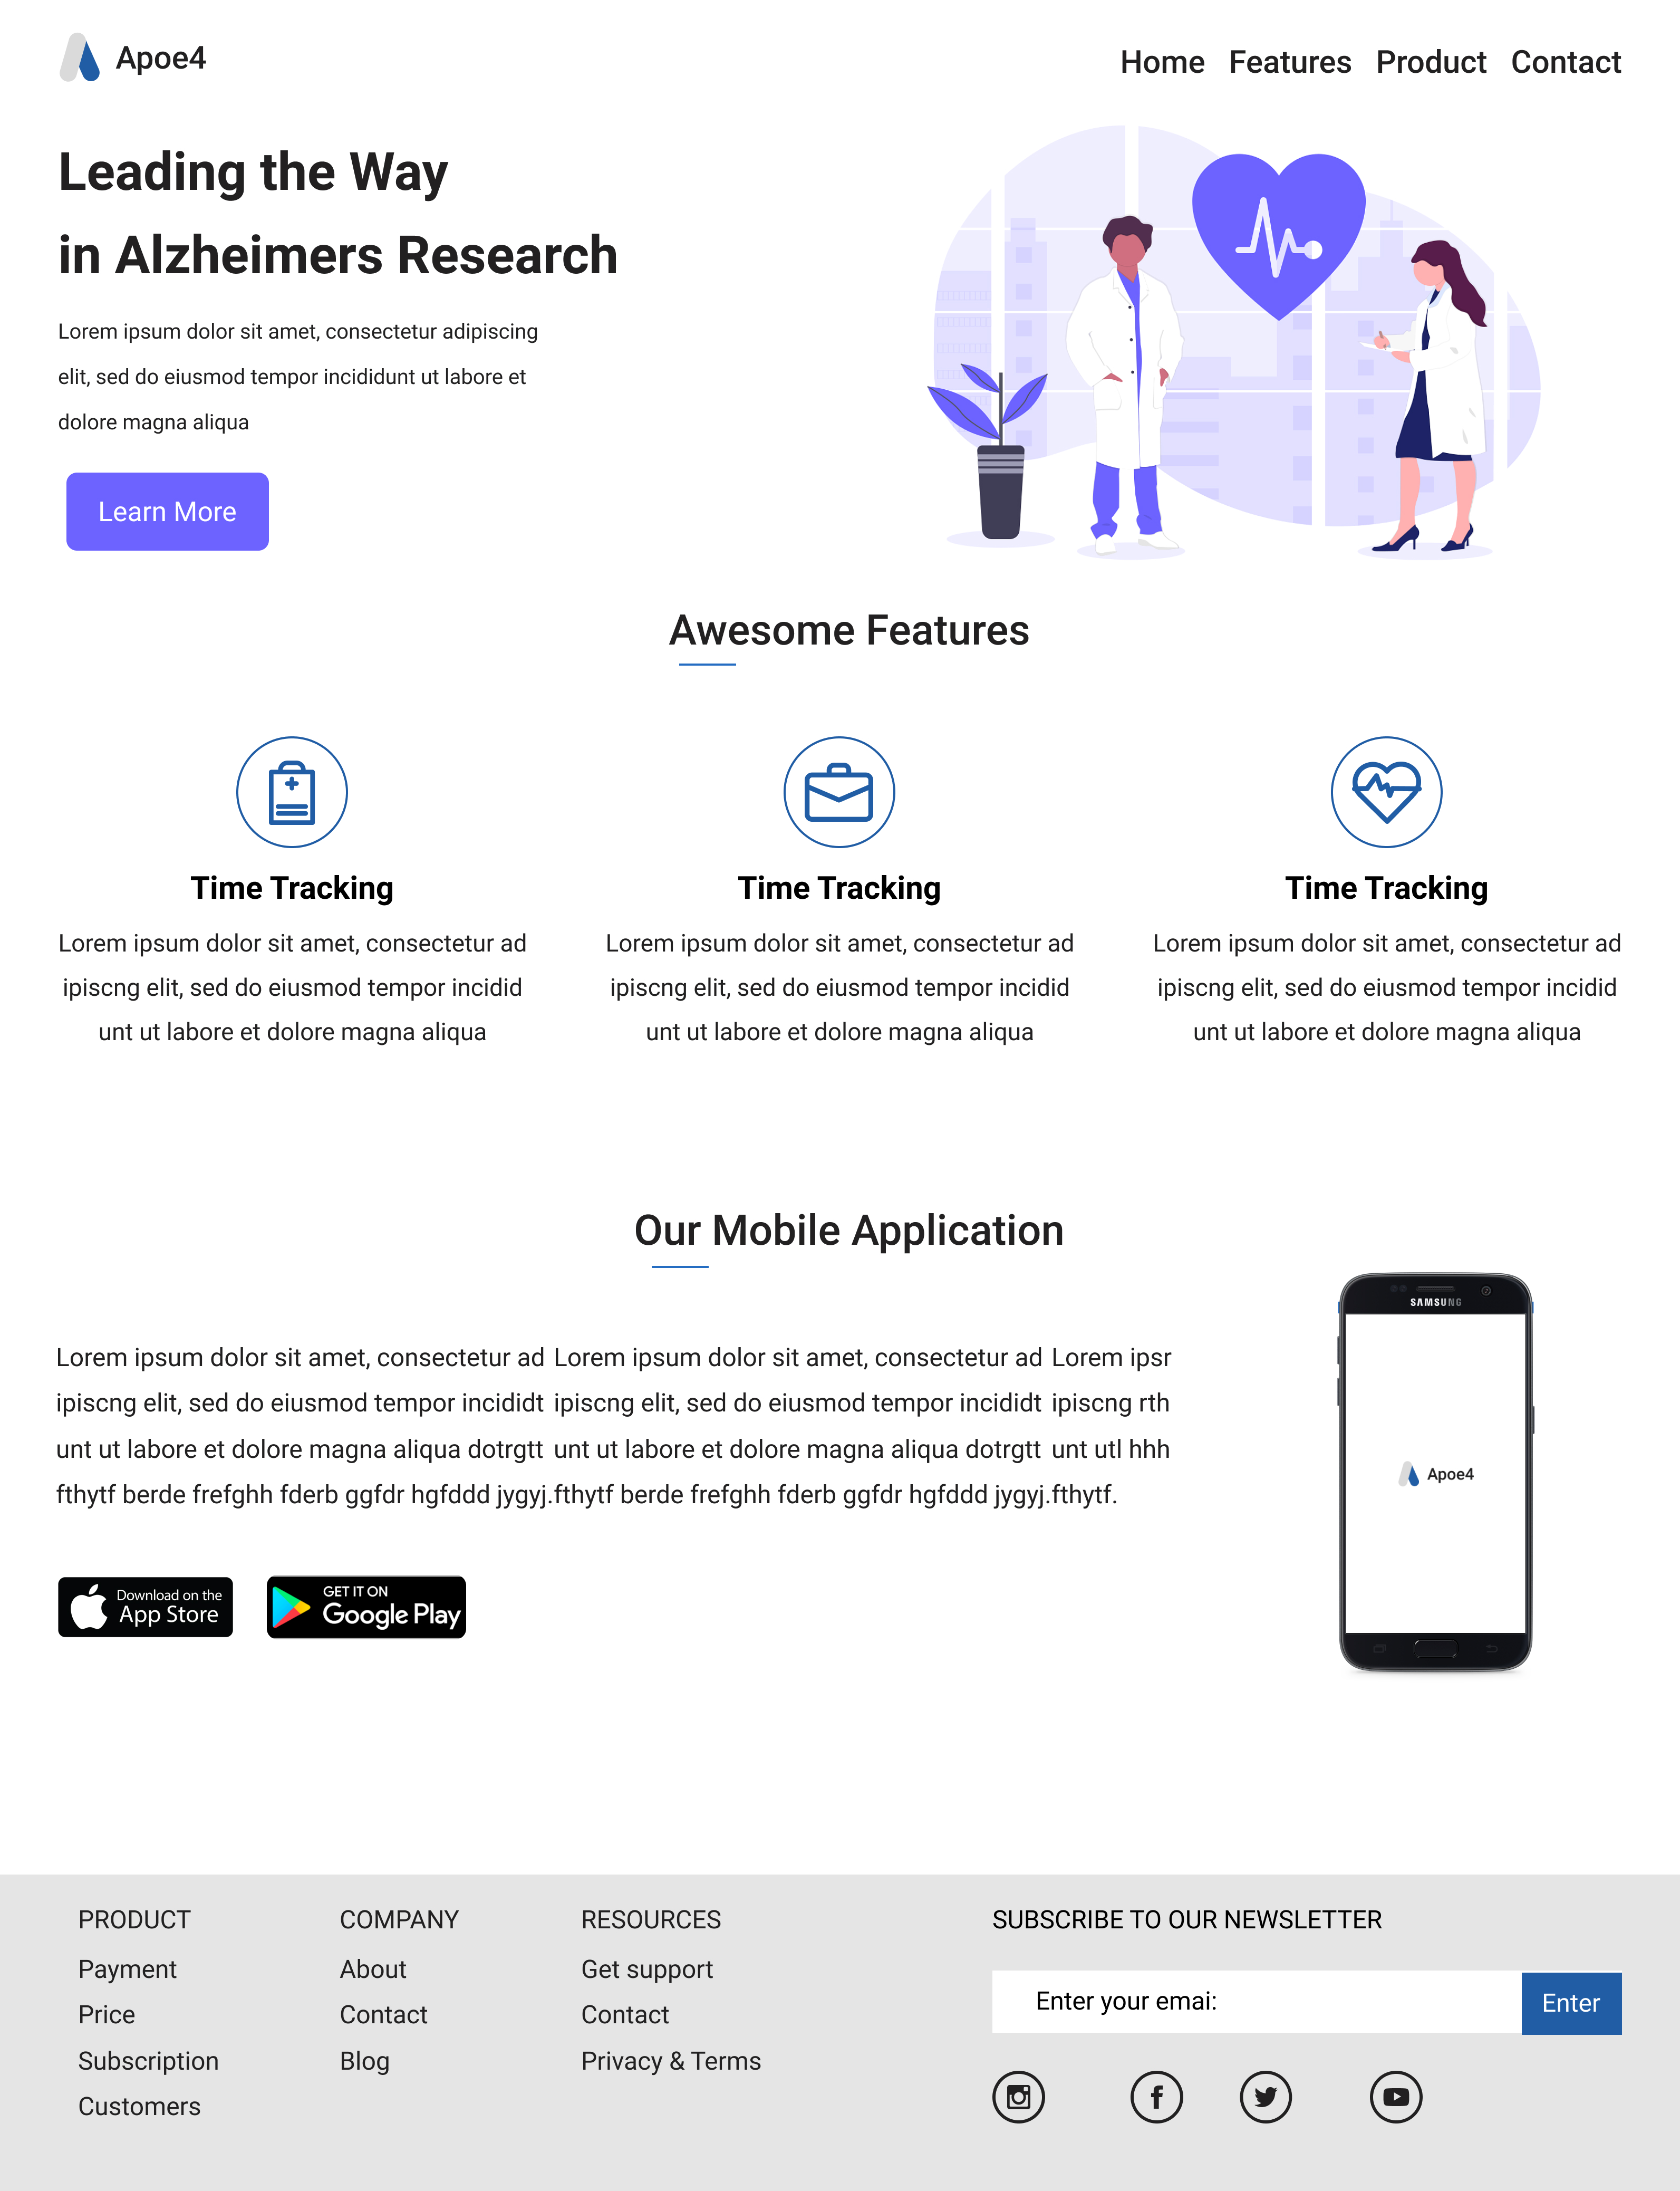 Apoe4
Home Features Product Contact
Leading the Way
in Alzheimers Research
Lorem ipsum dolor sit amet, consectetur adipiscing
elit, sed do eiusmod tempor incididunt ut labore et
dolore magna aliqua
Learn More
Awesome Features
Time Tracking
Lorem ipsum dolor sit amet, consectetur ad
ipiscng elit, sed do eiusmod tempor incidid
unt ut labore et dolore magna aliqua
Time Tracking
Lorem ipsum dolor sit amet, consectetur ad
ipiscng elit, sed do eiusmod tempor incidid
unt ut labore et dolore magna aliqua
Time Tracking
Lorem ipsum dolor sit amet, consectetur ad
ipiscng elit, sed do eiusmod tempor incidid
unt ut labore et dolore magna aliqua
Our Mobile Application
Lorem ipsum dolor sit amet, consectetur ad Lorem ipsum dolor sit amet, consectetur ad Lorem ipsr
ipiscng elit, sed do eiusmod tempor incididt ipiscng elit, sed do eiusmod tempor incididt ipiscng rth
unt ut labore et dolore magna aliqua dotrgtt unt ut labore et dolore magna aliqua dotrgtt unt utl hhh
fthytf berde frefghh fderb ggfdr hgfddd jygyj.fthytf berde frefghh fderb ggfdr hgfddd jygyj.fthytf.
Download on the
App Store
GET IT ON
Google Play
SAMSUNG
Apoe4
PRODUCT
Payment
Price
Subscription
Customers
COMPANY
About
Contact
Blog
RESOURCES
Get support
Contact
Privacy & Terms
SUBSCRIBE TO OUR NEWSLETTER
Enter your emai:
Enter